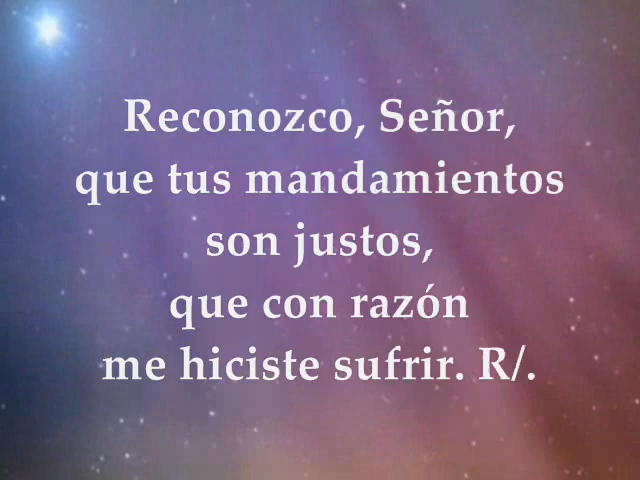 Reconozco, Señor,
que tus mandamientos
son justos,
que con razón
me hiciste sufrir. R/.